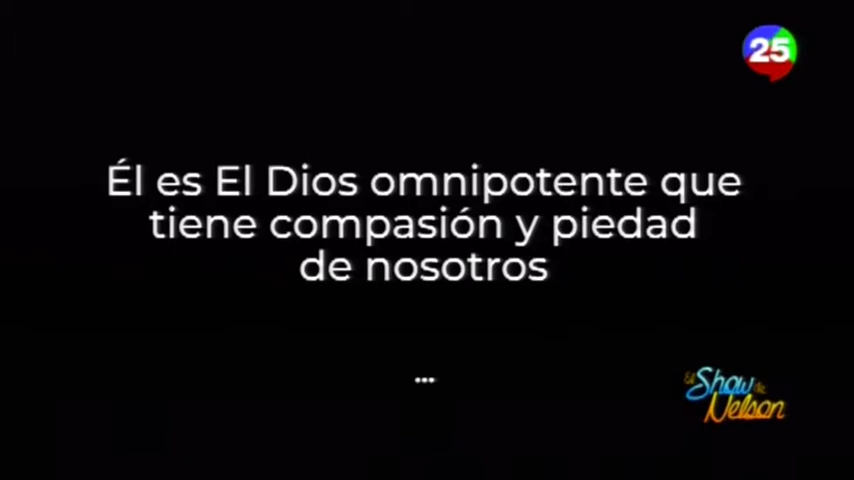 25
Él es El Dios omnipotente que
tiene compasión y piedad
de nosotros
...
El Show de
Nelson